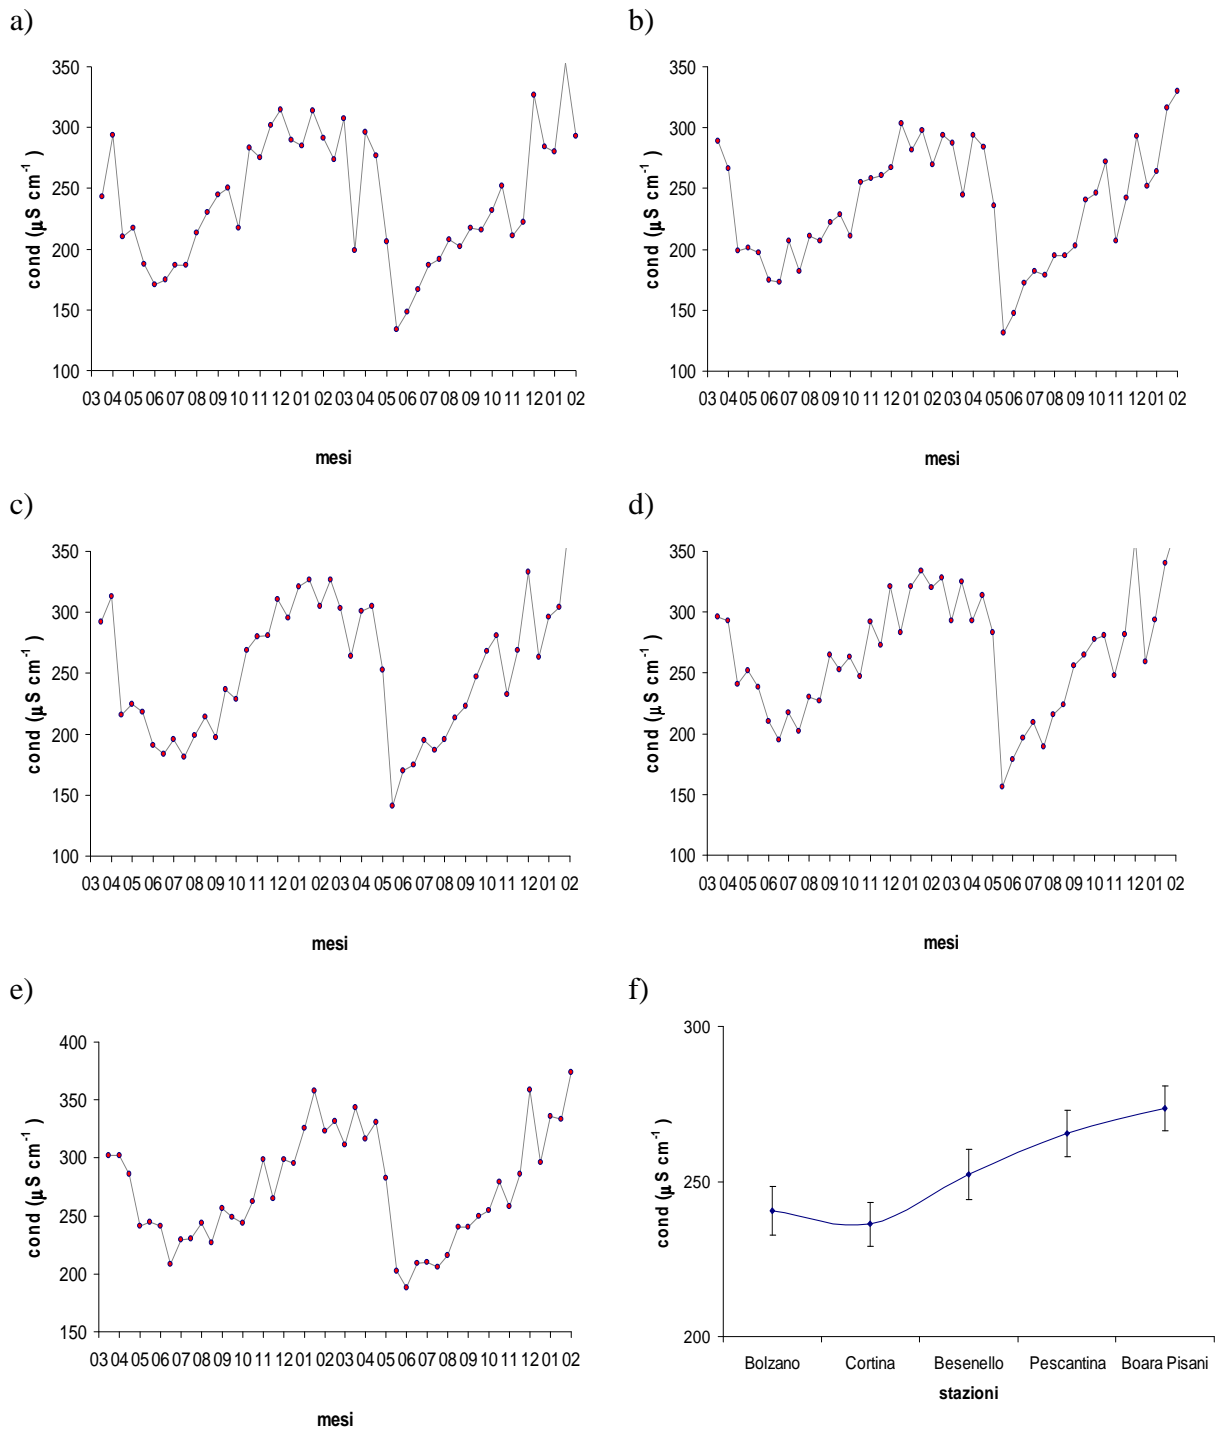 a)
350
300
250
200
150
100
cond (μS cm-1 )
03 04 05 06 07 08 09 10 11 12 01 02 03 04 05 06 07 08 09 10 11 12 01 02
mesi
b)
350
300
250
200
150
100
cond (μS cm-1 )
03 04 05 06 07 08 09 10 11 12 01 02 03 04 05 06 07 08 09 10 11 12 01 02
mesi
c)
350
300
250
200
150
100
cond (μS cm-1 )
03 04 05 06 07 08 09 10 11 12 01 02 03 04 05 06 07 08 09 10 11 12 01 02
mesi
d)
350
300
250
200
150
100
cond (μS cm-1 )
03 04 05 06 07 08 09 10 11 12 01 02 03 04 05 06 07 08 09 10 11 12 01 02
mesi
e)
400
350
300
250
200
150
cond (μS cm-1 )
03 04 05 06 07 08 09 10 11 12 01 02 03 04 05 06 07 08 09 10 11 12 01 02
mesi
f)
300
250
200
cond (μS cm-1 )
Bolzano Cortina Besenello Pescantina Boara Pisani
stazioni